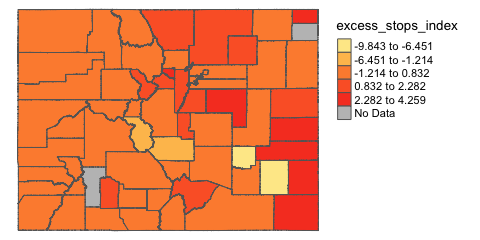 excess_stops_index
-9.843 to -6.451
-6.451 to -1.214
-1.214 to 0.832
0.832 to 2.282
2.282 to 4.259
No Data